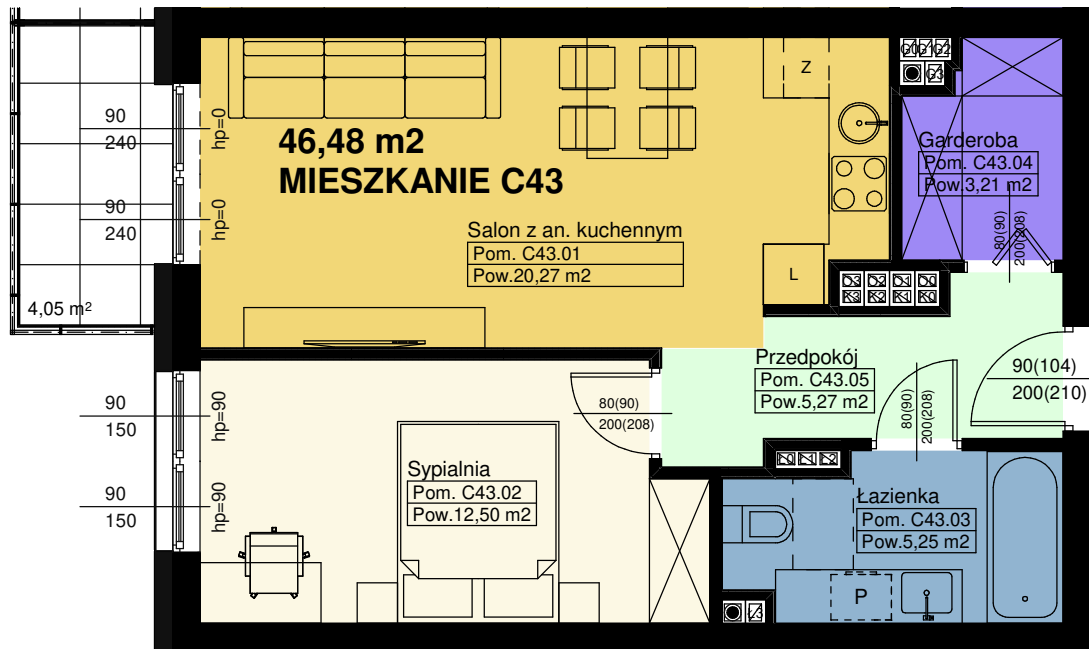 G0 G1 G2
G3
Z
90
240
hp=0
46,48 m2
MIESZKANIE C43
Garderoba
Pom. C43.04
Pow.3,21 m2
90
240
hp=0
Salon z an. kuchennym
Pom. C43.01
Pow.20,27 m2
80(90)
200(208)
L
4,05 m²
Przedpokój
Pom. C43.05
Pow.5,27 m2
90(104)
200(210)
80(90)
200(208)
80(90)
200(208)
90
150
hp=90
Sypialnia
Pom. C43.02
Pow.12,50 m2
90
150
hp=90
Łazienka
Pom. C43.03
Pow.5,25 m2
P